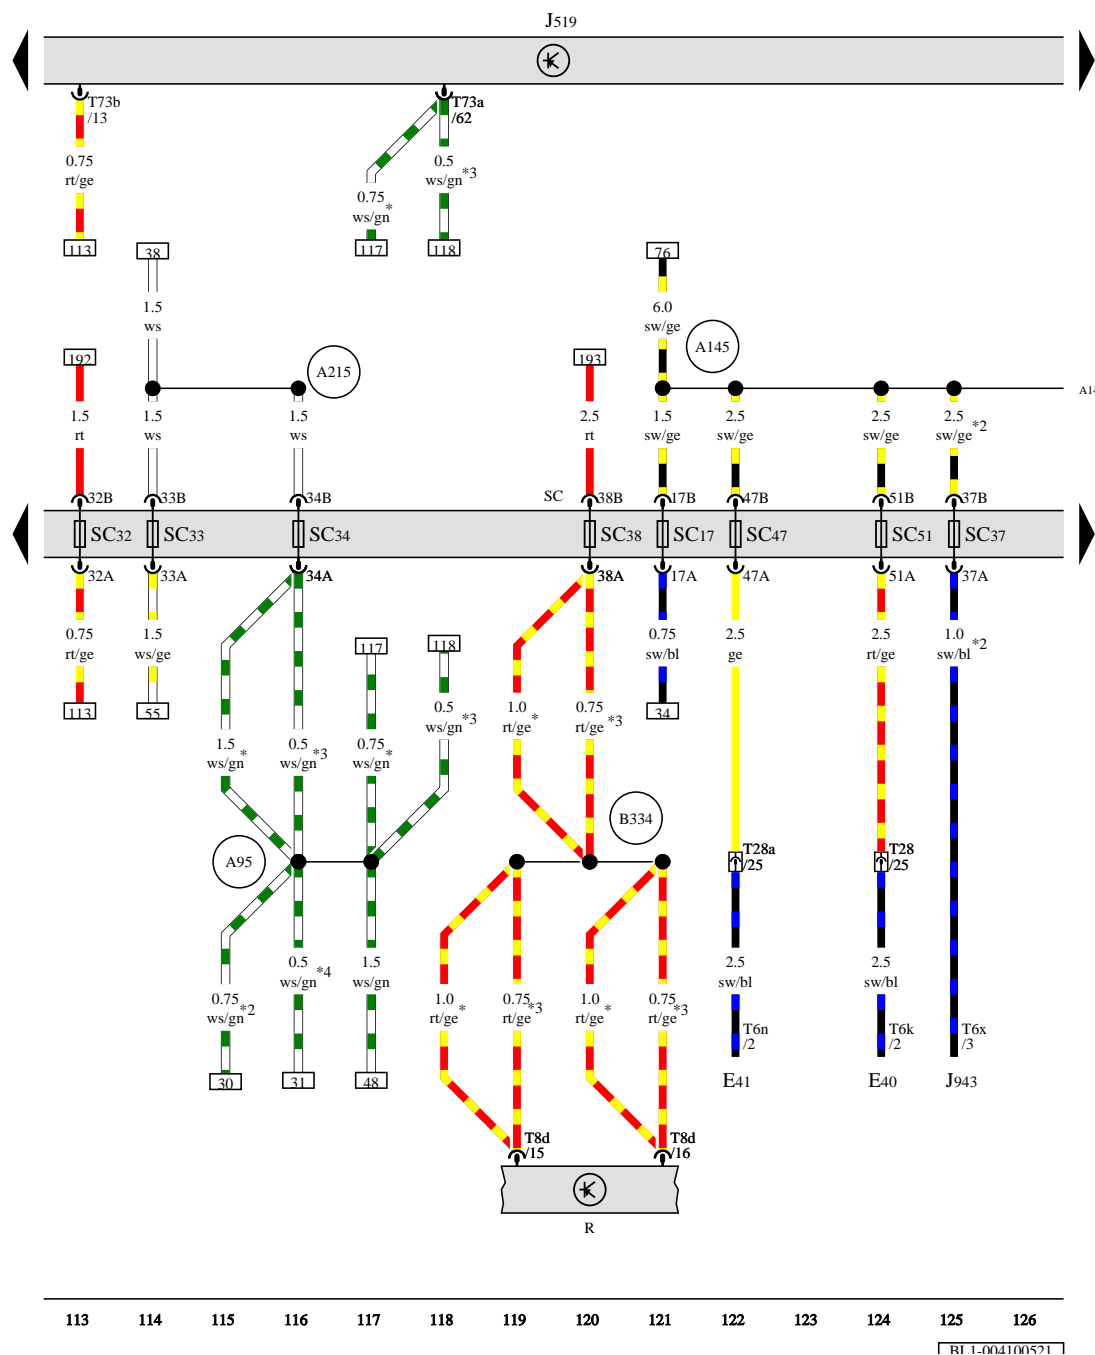 J519
T73b
/13
T73a
/62
0.75
rt/ge
0.5
ws/gn*3
0.75
ws/gn*
113
38
117
118
76
1.5
ws
6.0
sw/ge
A145
192
A215
193
1.5
rt
1.5
ws
1.5
ws
2.5
rt
1.5
sw/ge
2.5
sw/ge
2.5
sw/ge
2.5
sw/ge*2
32B
33B
34B
SC
38B
17B
47B
51B
37B
SC32
SC33
SC34
SC38
SC17
SC47
SC51
SC37
32A
33A
34A
38A
17A
47A
51A
37A
0.75
rt/ge
1.5
ws/ge
0.75
sw/bl
2.5
ge
2.5
rt/ge
1.0
sw/bl*2
117
118
113
55
34
0.5
ws/gn*3
1.0
rt/ge*
0.75
rt/ge*3
1.5
ws/gn*
0.5
ws/gn*3
0.75
ws/gn*
B334
A95
T28a
/25
T28
/25
0.5
ws/gn*4
1.5
ws/gn
2.5
sw/bl
2.5
sw/bl
0.75
ws/gn*2
1.0
rt/ge*
0.75
rt/ge*3
1.0
rt/ge*
0.75
rt/ge*3
T6n
/2
T6k
/2
T6x
/3
30
31
48
E41
E40
J943
T8d
/15
T8d
/16
R
113 114 115 116 117 118 119 120 121 122 123 124 125 126
BL1-004100521